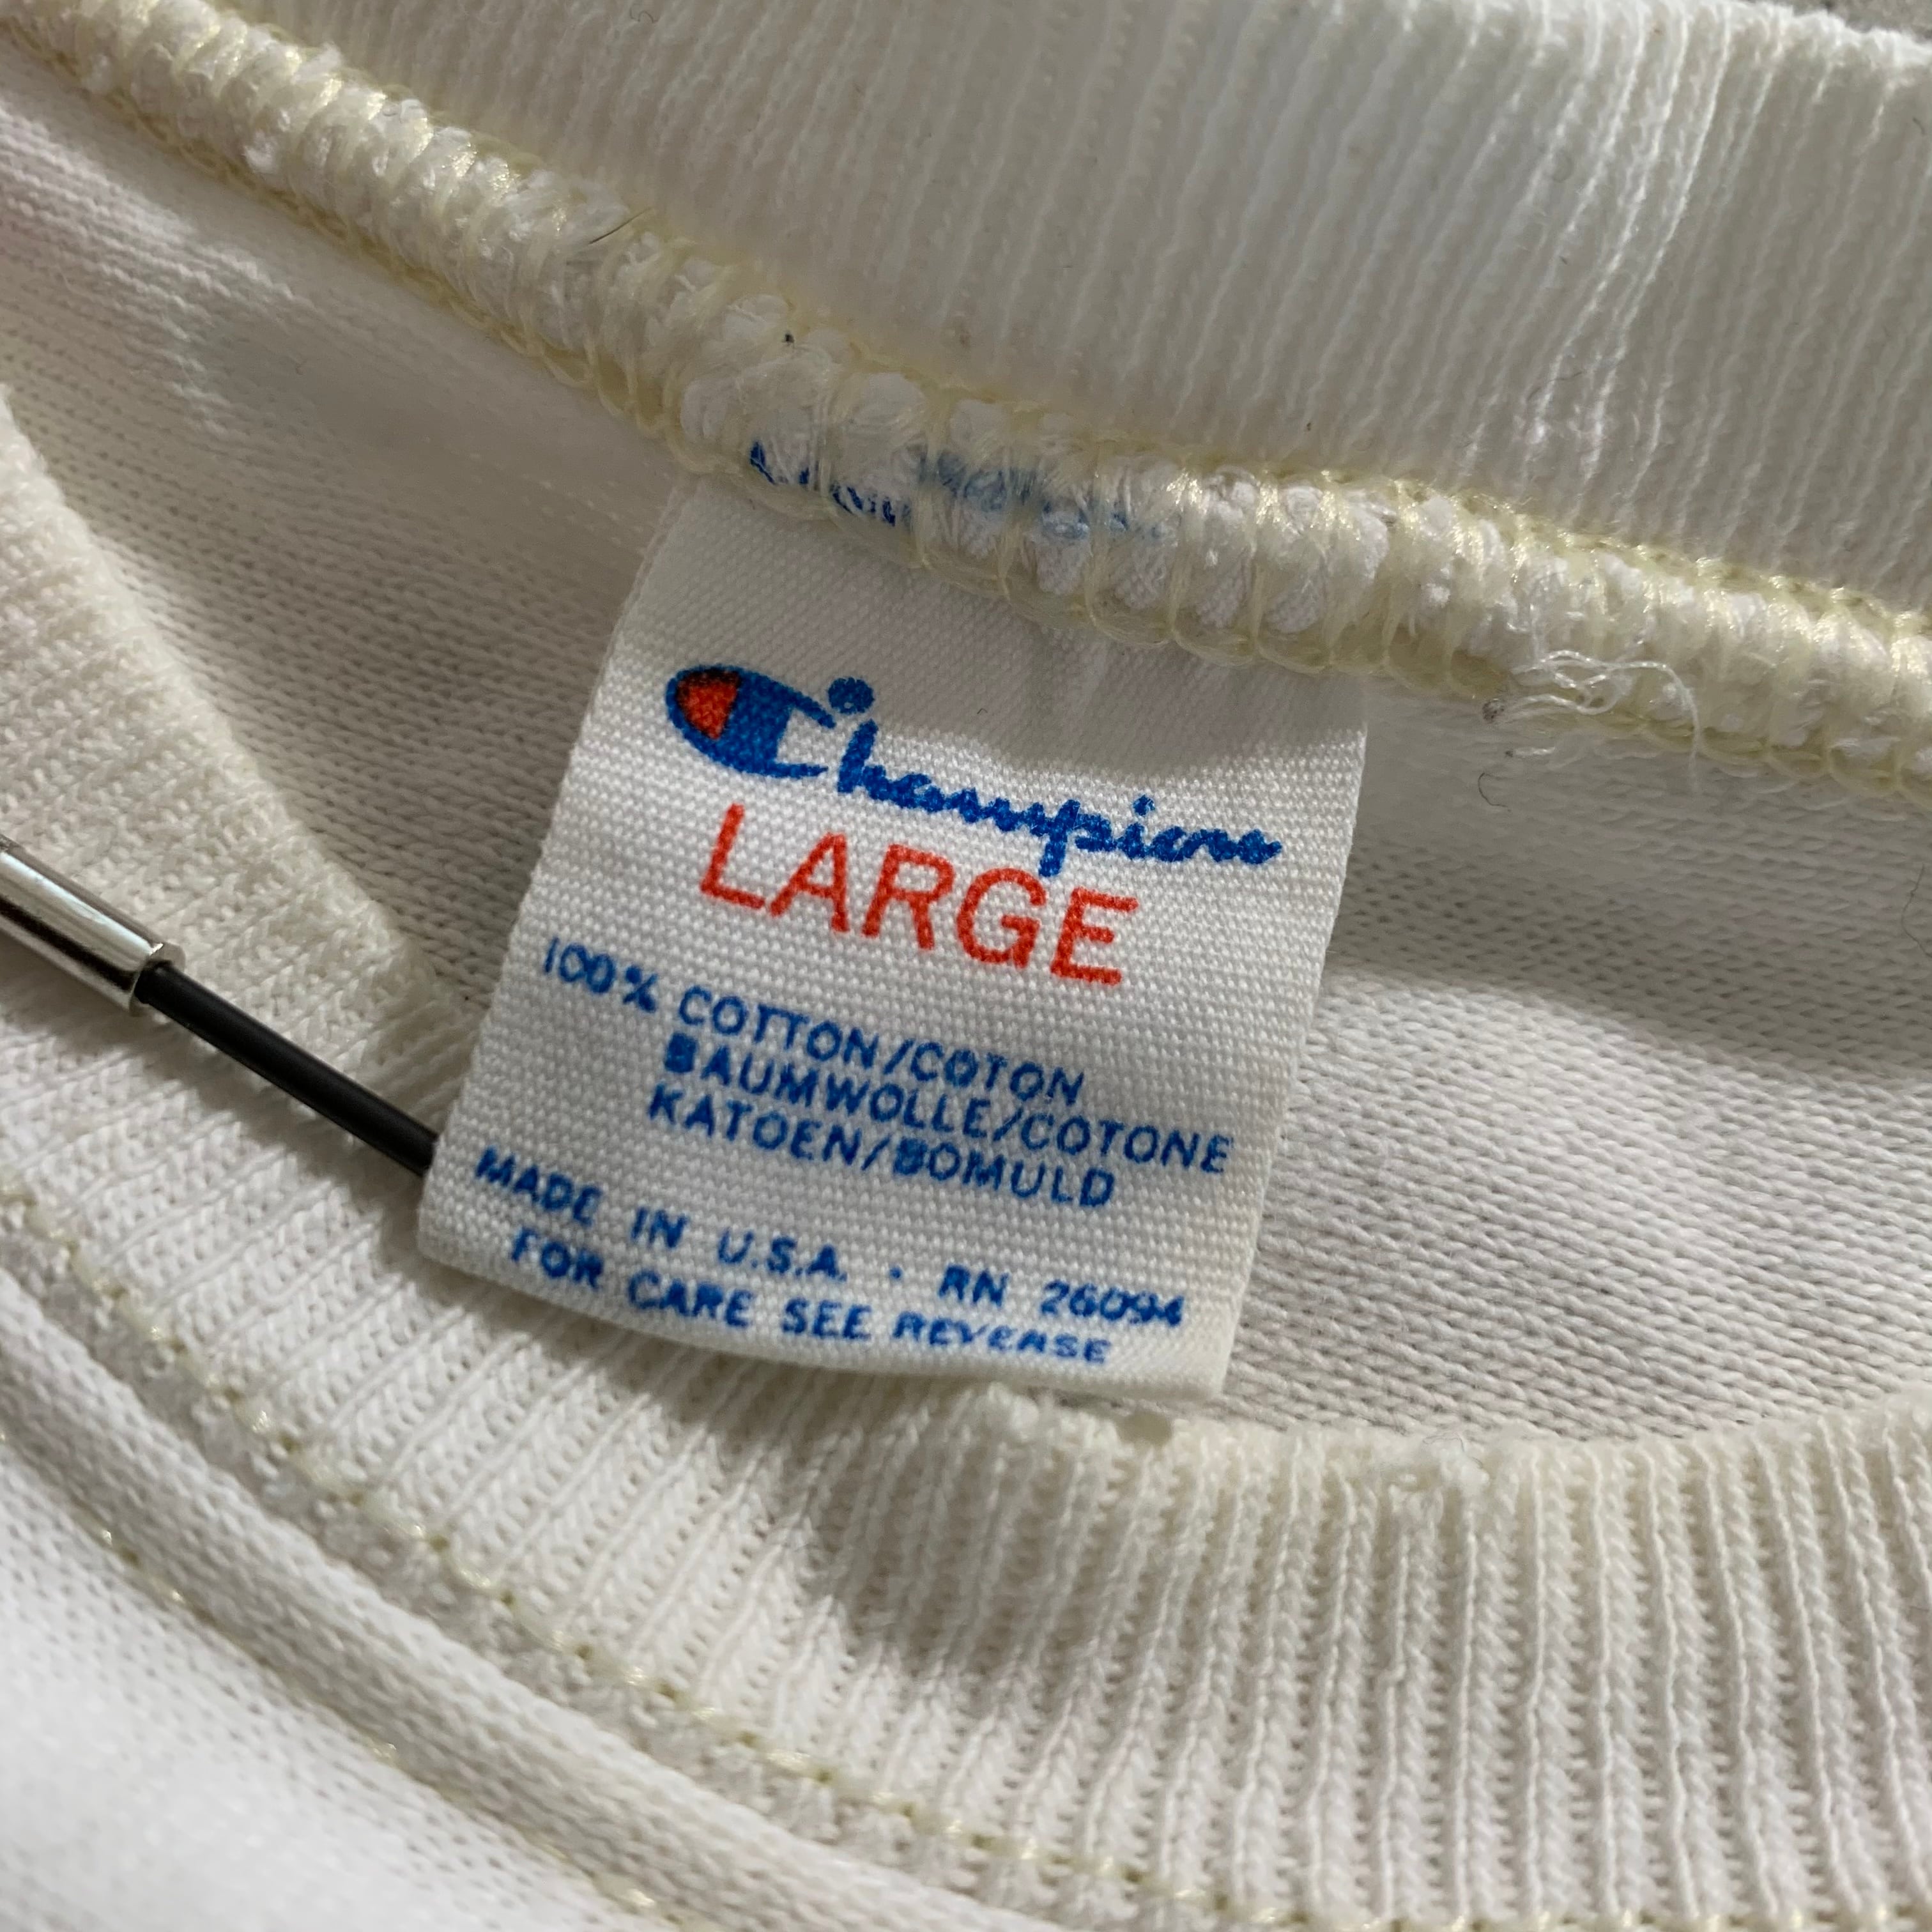 Champion
LARGE
100% COTTON/COTON
BAUMWOLLE/COTONE
KATOEN/BOMULD
MADE IN U.S.A. · RN 26094
FOR CARE SEE REVERSE